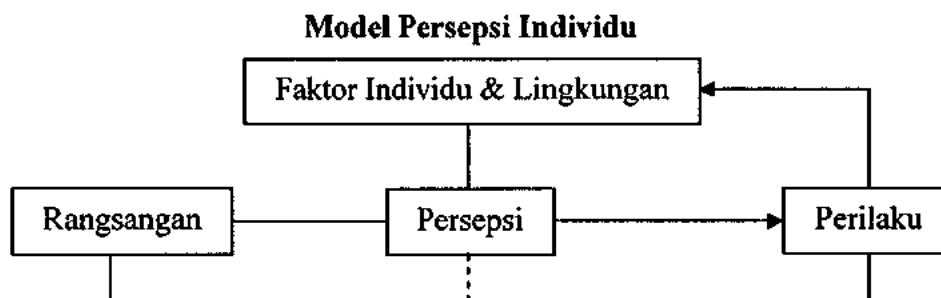 Model Persepsi Individu
Faktor Individu & Lingkungan
Rangsangan
Persepsi
Perilaku